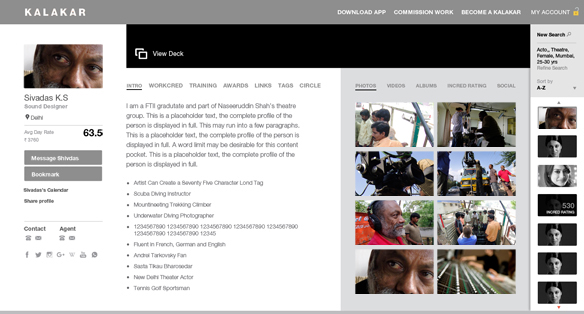 KALAKAR
DOWNLOAD APP COMMISSION WORK BECOME A KALAKAR MY ACCOUNT
View Deck
New Search
Acto,, Theatre,
Female, Mumbai,
25-30 yrs
Refine Search
Sort by
A-Z
Sivadas K.S
Sound Designer
Delhi
Avg Day Rate
₹ 3760
63.5
Message Shivdas
Bookmark
Sivadas's Calendar
Share profile
Contact Agent
INTRO WORKCRED TRAINING AWARDS LINKS TAGS CIRCLE
I am a FTII graduate and part of Naseeruddin Shah's theatre
group. This is a placeholder text, the complete profile of the
person is displayed in full. This may run into a few paragraphs.
This is a placeholder text, the complete profile of the person is
displayed in full. A word limit may be desirable for this content
pocket. This is a placeholder text, the complete profile of the
person is displayed in full.
Artist Can Create a Seventy Five Character Lond Tag
Scuba Diving Instructor
Mountineating Trekking Climber
Underwater Diving Photographer
1234567890 1234567890 1234567890 1234567890 1234567890
1234567890 1234567890 12345
Fluent in French, German and English
Andrei Tarkovsky Fan
Sasta Tikau Bharosedar
New Delhi Theater Actor
Tennis Golf Sportsman
PHOTOS VIDEOS ALBUMS INCRED RATING SOCIAL
530
INCRED RATING